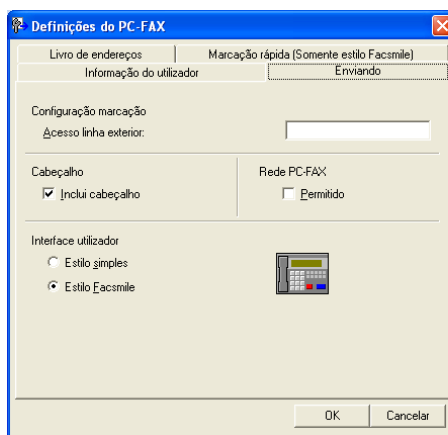 Definições do PC-FAX
Livro de endereços
Marcação rápida (Somente estilo Facsmile)
Informação do utilizador
Enviando
Configuração marcação
Acesso linha exterior:
Cabeçalho
Rede PC-FAX
Inclui cabeçalho
Permitido
Interface utilizador
Estilo simples
Estilo Facsmile
OK
Cancelar